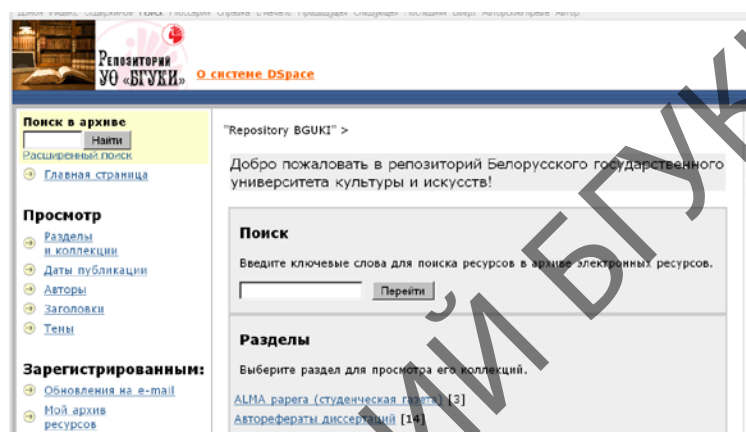 Репозиторий
УО «БГУКИ»
О системе DSpace
Поиск в архиве
Найти
Расширенный поиск
Главная страница
Просмотр
Разделы
и коллекции
Даты публикации
Авторы
Заголовки
Темы
Зарегистрированным:
Обновления на e-mail
Мой архив
ресурсов
"Repository BGUKI" >
Добро пожаловать в репозиторий Белорусского государственного
университета культуры и искусств!
Поиск
Введите ключевые слова для поиска ресурсов в архиве электронных ресурсов.
Перейти
Разделы
Выберите раздел для просмотра его коллекций.
ALMA papera (студенческая газета) [3]
Авторефераты диссертаций [14]